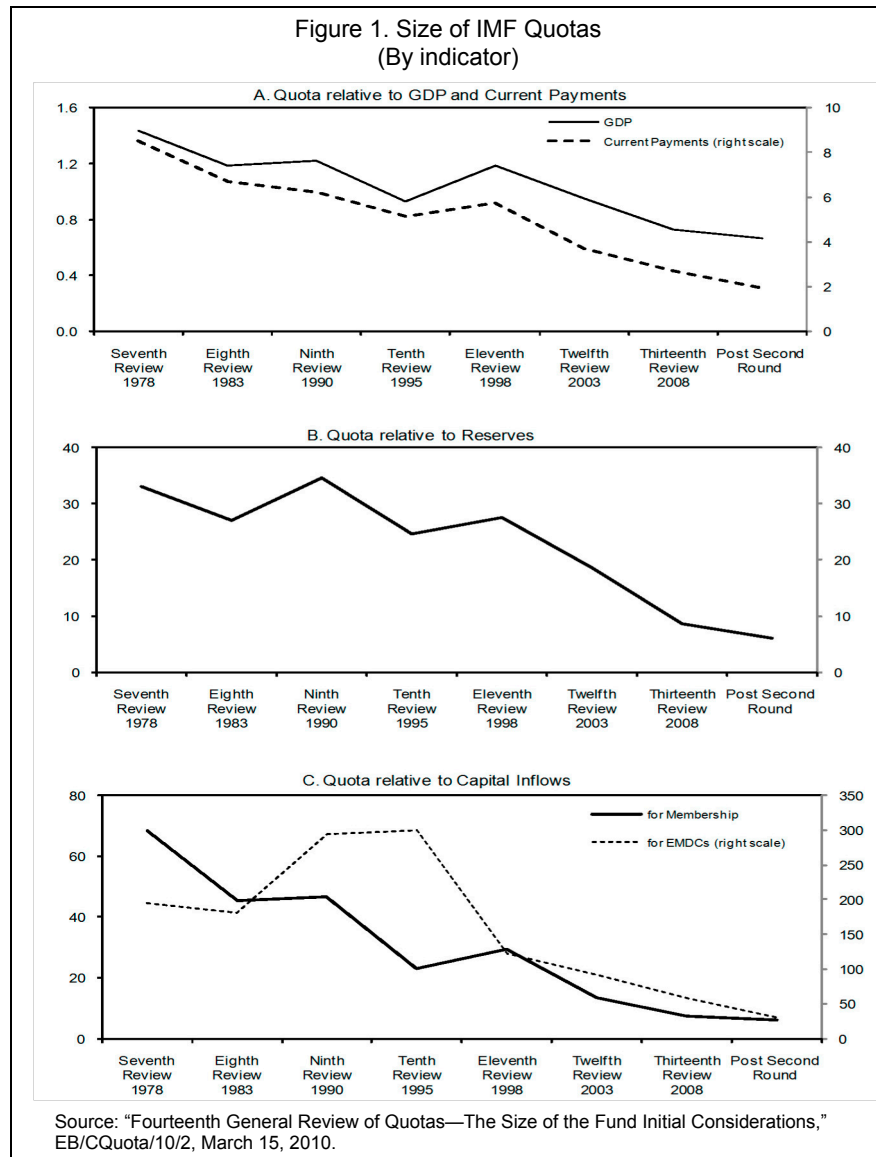 Figure 1. Size of IMF Quotas
(By indicator)
A. Quota relative to GDP and Current Payments
1.6
1.2
0.8
0.4
0.0
10
8
6
4
2
0
GDP
Current Payments (right scale)
Seventh Review 1978
Eighth Review 1983
Ninth Review 1990
Tenth Review 1995
Eleventh Review 1998
Twelfth Review 2003
Thirteenth Review 2008
Post Second Round
B. Quota relative to Reserves
40
30
20
10
0
40
30
20
10
0
Seventh Review 1978
Eighth Review 1983
Ninth Review 1990
Tenth Review 1995
Eleventh Review 1998
Twelfth Review 2003
Thirteenth Review 2008
Post Second Round
C. Quota relative to Capital Inflows
80
60
40
20
0
350
300
250
200
150
100
50
0
for Membership
for EMDCs (right scale)
Seventh Review 1978
Eighth Review 1983
Ninth Review 1990
Tenth Review 1995
Eleventh Review 1998
Twelfth Review 2003
Thirteenth Review 2008
Post Second Round
Source: “Fourteenth General Review of Quotas—The Size of the Fund Initial Considerations,”
EB/CQuota/10/2, March 15, 2010.